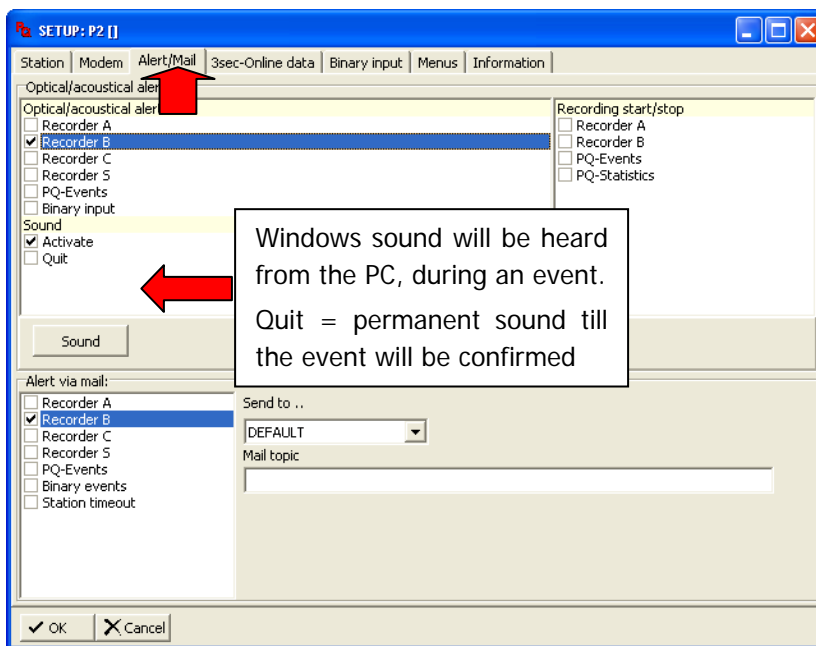 SETUP: P2 []
Station Modem Alert/Mail 3sec-Online data Binary input Menus Information
Optical/acoustical aler
Optical/acoustical aler
Recorder A
Recorder B
Recorder C
Recorder S
PQ-Events
Binary input
Sound
Activate
Quit
Recording start/stop
Recorder A
Recorder B
PQ-Events
PQ-Statistics
Windows sound will be heard
from the PC, during an event.
Quit = permanent sound till
the event will be confirmed
Sound
Alert via mail:
Recorder A
Recorder B
Recorder C
Recorder S
PQ-Events
Binary events
Station timeout
Send to ..
DEFAULT
Mail topic
OK Cancel